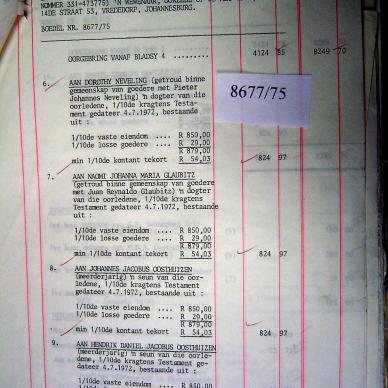 NOMMER 331-473775) 'N WEWENAAR,
14DE STRAAT 53, VREDEDORP, JOHANNESBURG.
BOEDEL NR. 8677/75
OORGEBRING VANAF BLADSY 4 ........ 4124 85 8249 70
8677/75
6. AAN DOROTHY NEVELING (getroud binne
gemeenskap van goedere met Pieter
Johannes Neveling) 'n dogter van die
oorledene, 1/10de kragtens Testa-
ment gedateer 4.7.1972, bestaande
uit :
1/10de vaste eiendom .... R 850,00
1/10de losse goedere ..... R 29,00
R 879,00
min 1/10de kontant tekort R 54,03 824 97
7. AAN NAOMI JOHANNA MARIA GLAUBITZ
(getroud binne gemeenskap van goedere
met Juan Reynaldo Glaubitz) 'n dogter
van die oorledene, 1/10de kragtens
Testament gedateer 4.7.1972, bestaande
uit :
1/10de vaste eiendom .... R 850,00
1/10de losse goedere .... R 29,00
R 879,00
min 1/10de kontant tekort R 54,03 824 97
8. AAN JOHANNES JACOBUS OOSTHUIZEN
(meerderjarig) 'n seun van die oor-
ledene, 1/10de kragtens Testament
gedateer 4.7.1972, bestaande uit :
1/10de vaste eiendom .... R 850,00
1/10de losse goedere .... R 29,00
R 879,00
min 1/10de kontant tekort R 54,03 824 97
9. AAN HENDRIK DANIEL JACOBUS OOSTHUIZEN
(meerderjarig) 'n seun van die oorle-
dene, 1/10de kragtens Testament ge-
dateer 4.7.1972, bestaande uit :
1/10de vaste eiendom .... R 850,00